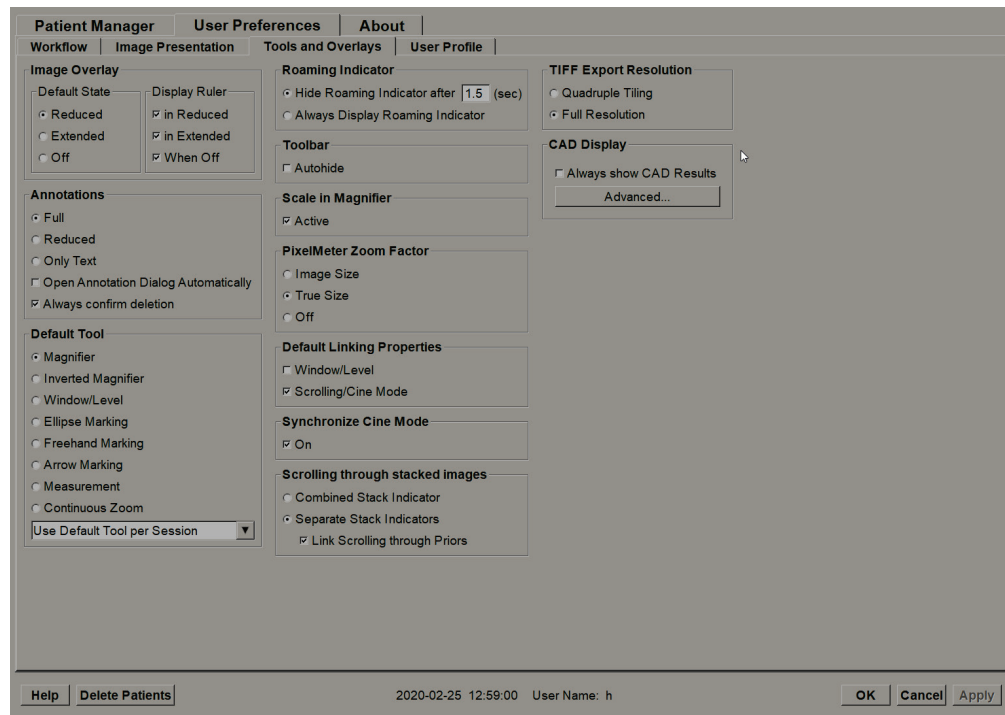 Patient Manager User Preferences About
Workflow Image Presentation Tools and Overlays User Profile
Image Overlay
Default State
Reduced
Extended
Off
Display Ruler
in Reduced
in Extended
When Off
Annotations
Full
Reduced
Only Text
Open Annotation Dialog Automatically
Always confirm deletion
Default Tool
Magnifier
Inverted Magnifier
Window/Level
Ellipse Marking
Freehand Marking
Arrow Marking
Measurement
Continuous Zoom
Use Default Tool per Session
Roaming Indicator
Hide Roaming Indicator after 1.5 (sec)
Always Display Roaming Indicator
Toolbar
Autohide
Scale in Magnifier
Active
PixelMeter Zoom Factor
Image Size
True Size
Off
Default Linking Properties
Window/Level
Scrolling/Cine Mode
Synchronize Cine Mode
On
Scrolling through stacked images
Combined Stack Indicator
Separate Stack Indicators
Link Scrolling through Priors
TIFF Export Resolution
Quadruple Tiling
Full Resolution
CAD Display
Always show CAD Results
Advanced...
Help Delete Patients 2020-02-25 12:59:00 User Name: h OK Cancel Apply